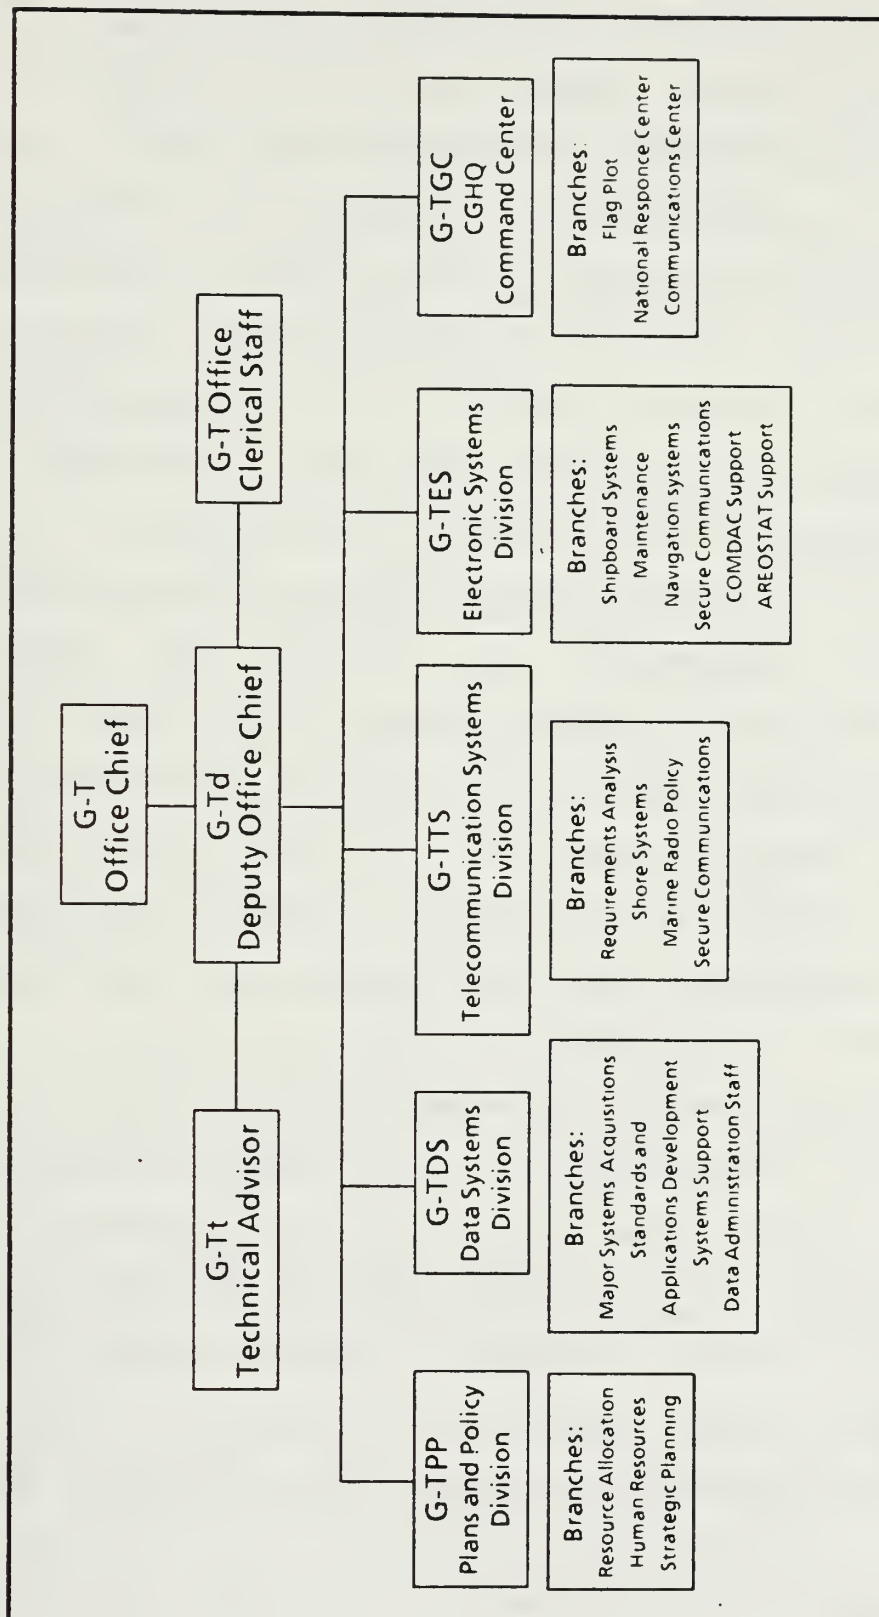 G-T
Office Chief
G-Tt
Technical Advisor
G-Td
Deputy Office Chief
G-T Office
Clerical Staff
G-TPP
Plans and Policy
Division
G-TDS
Data Systems
Division
G-TTS
Telecommunication Systems
Division
G-TES
Electronic Systems
Division
G-TGC
CGHQ
Command Center
Branches:
Resource Allocation
Human Resources
Strategic Planning
Branches:
Major Systems Acquisitions
Standards and
Applications Development
Systems Support
Data Administration Staff
Branches:
Requirements Analysis
Shore Systems
Marine Radio Policy
Secure Communications
Branches:
Shipboard Systems
Maintenance
Navigation systems
Secure Communications
COMDAC Support
AREOSTAT Support
Branches:
Flag Plot
National Responce Center
Communications Center